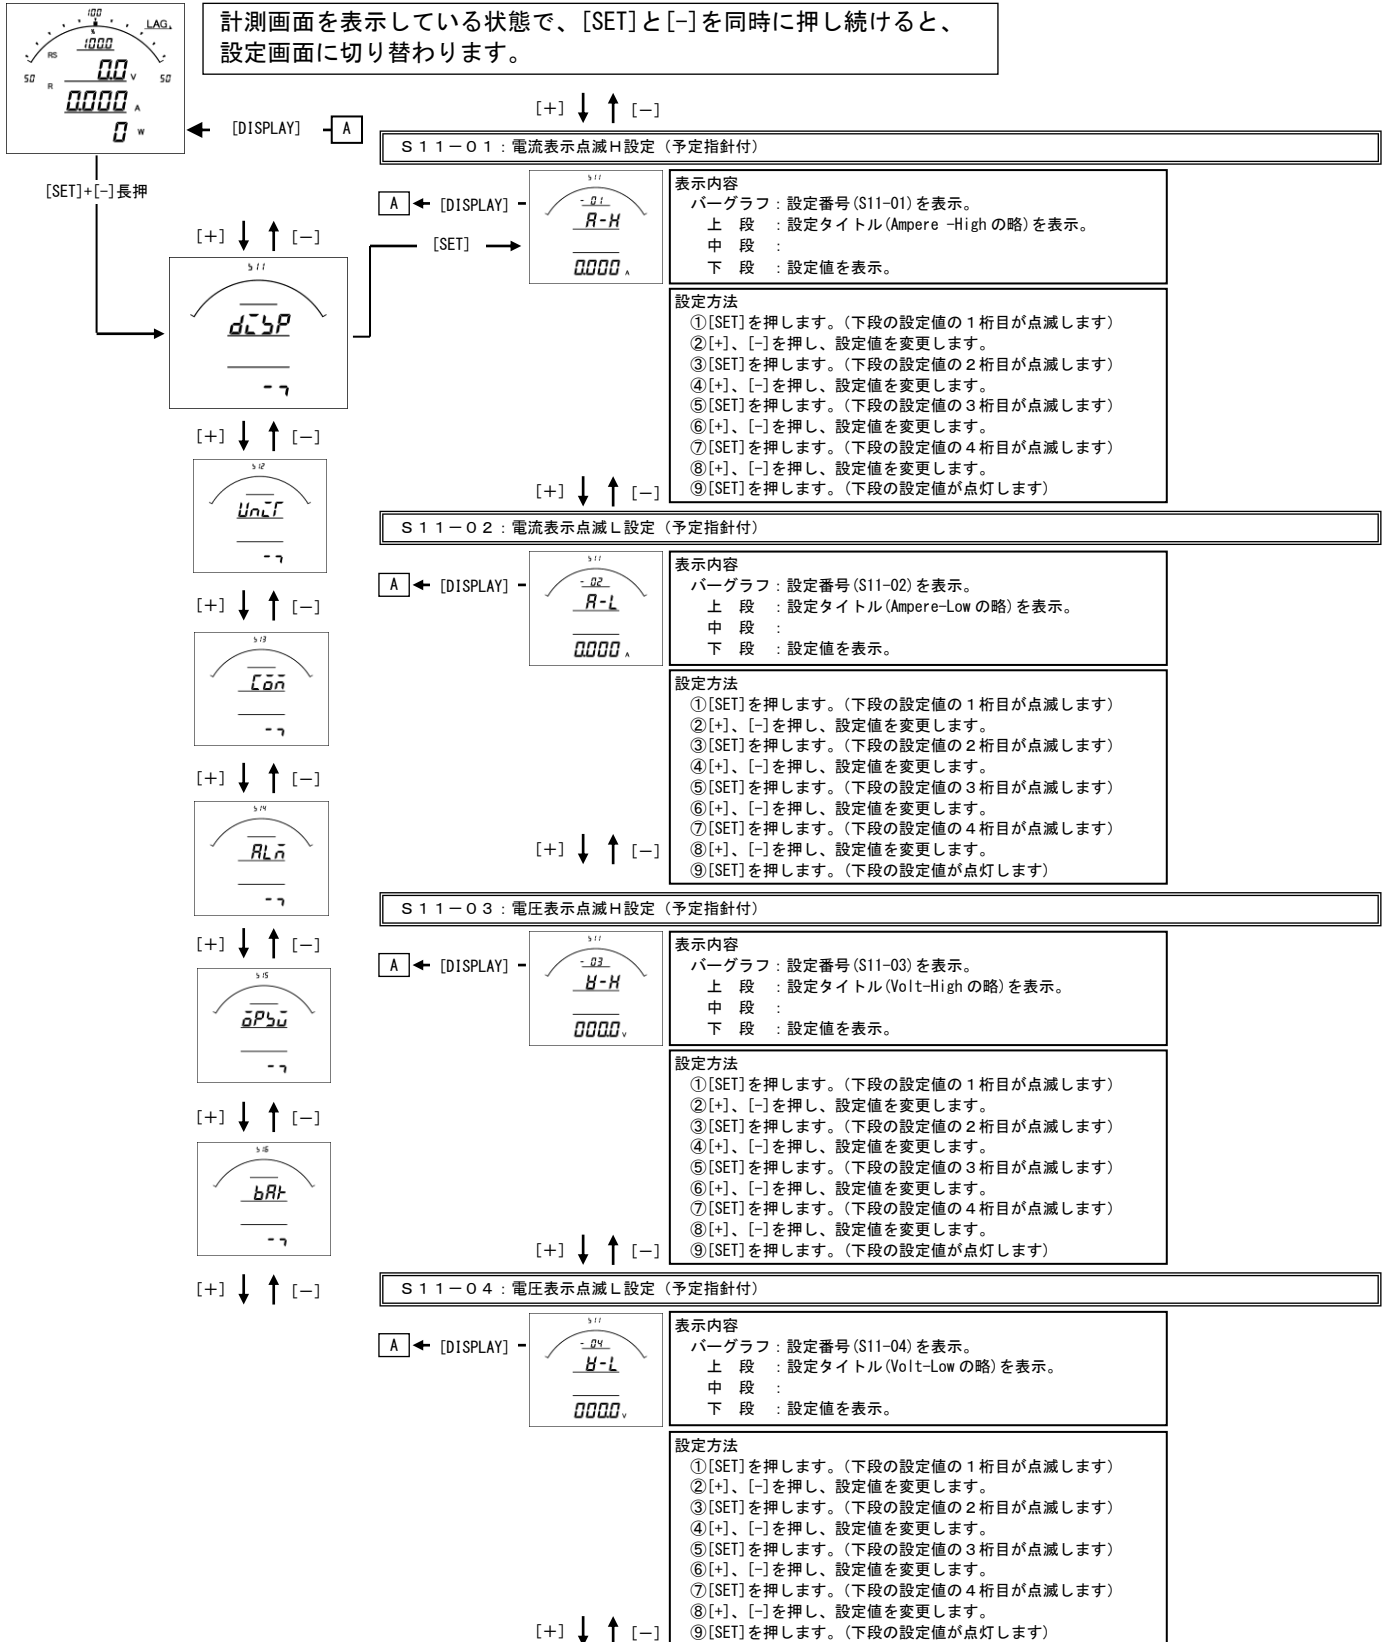 計測画面を表示している状態で、[SET]と[-]を同時に押し続けると、
設定画面に切り替わります。
100
LAG
%
100.0
RS
50
0.0 V
50
R
0.000 A
0 W
[DISPLAY]
A
[SET]+[-]長押
[+] [-]
S11
dISP
[SET]
[+] [-]
S12
UnIT
[+] [-]
S13
Com
[+] [-]
S14
ALm
[+] [-]
S15
[+] [-]
S16
[+] [-]
[+] [-]
S11-01:電流表示点滅H設定(予定指針付)
A [DISPLAY]
S11
-01
A-H
0.000 A
表示内容
バーグラフ:設定番号(S11-01)を表示。
上 段 :設定タイトル(Ampere -Highの略)を表示。
中 段 :
下 段 :設定値を表示。
設定方法
①[SET]を押します。(下段の設定値の1桁目が点滅します)
②[+]、[-]を押し、設定値を変更します。
③[SET]を押します。(下段の設定値の2桁目が点滅します)
④[+]、[-]を押し、設定値を変更します。
⑤[SET]を押します。(下段の設定値の3桁目が点滅します)
⑥[+]、[-]を押し、設定値を変更します。
⑦[SET]を押します。(下段の設定値の4桁目が点滅します)
⑧[+]、[-]を押し、設定値を変更します。
⑨[SET]を押します。(下段の設定値が点灯します)
[+] [-]
S11-02:電流表示点滅L設定(予定指針付)
A [DISPLAY]
S11
-02
A-L
0.000 A
表示内容
バーグラフ:設定番号(S11-02)を表示。
上 段 :設定タイトル(Ampere-Lowの略)を表示。
中 段 :
下 段 :設定値を表示。
設定方法
①[SET]を押します。(下段の設定値の1桁目が点滅します)
②[+]、[-]を押し、設定値を変更します。
③[SET]を押します。(下段の設定値の2桁目が点滅します)
④[+]、[-]を押し、設定値を変更します。
⑤[SET]を押します。(下段の設定値の3桁目が点滅します)
⑥[+]、[-]を押し、設定値を変更します。
⑦[SET]を押します。(下段の設定値の4桁目が点滅します)
⑧[+]、[-]を押し、設定値を変更します。
⑨[SET]を押します。(下段の設定値が点灯します)
[+] [-]
S11-03:電圧表示点滅H設定(予定指針付)
A [DISPLAY]
S11
-03
V-H
000.0 V
表示内容
バーグラフ:設定番号(S11-03)を表示。
上 段 :設定タイトル(Volt-Highの略)を表示。
中 段 :
下 段 :設定値を表示。
設定方法
①[SET]を押します。(下段の設定値の1桁目が点滅します)
②[+]、[-]を押し、設定値を変更します。
③[SET]を押します。(下段の設定値の2桁目が点滅します)
④[+]、[-]を押し、設定値を変更します。
⑤[SET]を押します。(下段の設定値の3桁目が点滅します)
⑥[+]、[-]を押し、設定値を変更します。
⑦[SET]を押します。(下段の設定値の4桁目が点滅します)
⑧[+]、[-]を押し、設定値を変更します。
⑨[SET]を押します。(下段の設定値が点灯します)
[+] [-]
S11-04:電圧表示点滅L設定(予定指針付)
A [DISPLAY]
S11
-04
V-L
000.0 V
表示内容
バーグラフ:設定番号(S11-04)を表示。
上 段 :設定タイトル(Volt-Lowの略)を表示。
中 段 :
下 段 :設定値を表示。
設定方法
①[SET]を押します。(下段の設定値の1桁目が点滅します)
②[+]、[-]を押し、設定値を変更します。
③[SET]を押します。(下段の設定値の2桁目が点滅します)
④[+]、[-]を押し、設定値を変更します。
⑤[SET]を押します。(下段の設定値の3桁目が点滅します)
⑥[+]、[-]を押し、設定値を変更します。
⑦[SET]を押します。(下段の設定値の4桁目が点滅します)
⑧[+]、[-]を押し、設定値を変更します。
⑨[SET]を押します。(下段の設定値が点灯します)
[+] [-]